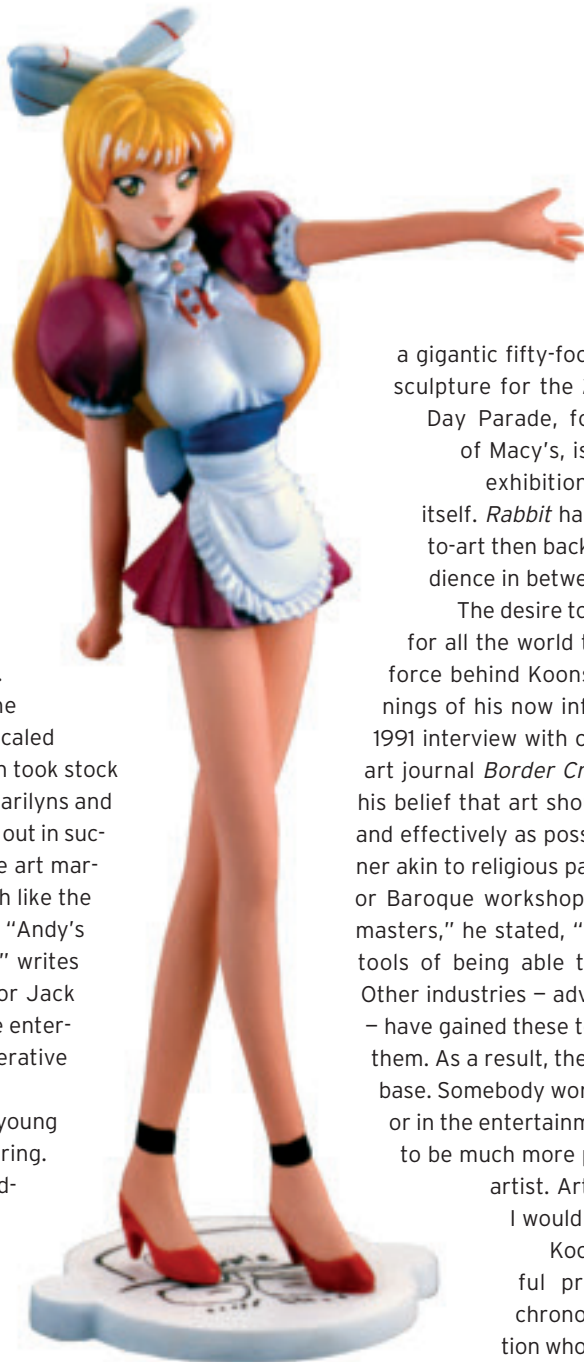 caled
n took stock
arilyns and
out in suc-
e art mar-
h like the
“Andy’s
” writes
or Jack
e enter-
erative
young
ring.
d-
a gigantic fifty-foo
sculpture for the
Day Parade, fo
of Macy’s, is
exhibition
itself. Rabbit ha
to-art then back
dience in betwe
The desire to
for all the world t
force behind Koons
nings of his now inf
1991 interview with c
art journal Border Cr
his belief that art sho
and effectively as poss
ner akin to religious pa
or Baroque workshop
masters,” he stated, “
tools of being able t
Other industries – adv
– have gained these t
them. As a result, the
base. Somebody wor
or in the entertainm
to be much more p
artist. Art
I would
Koo
ful pr
chrono
tion who